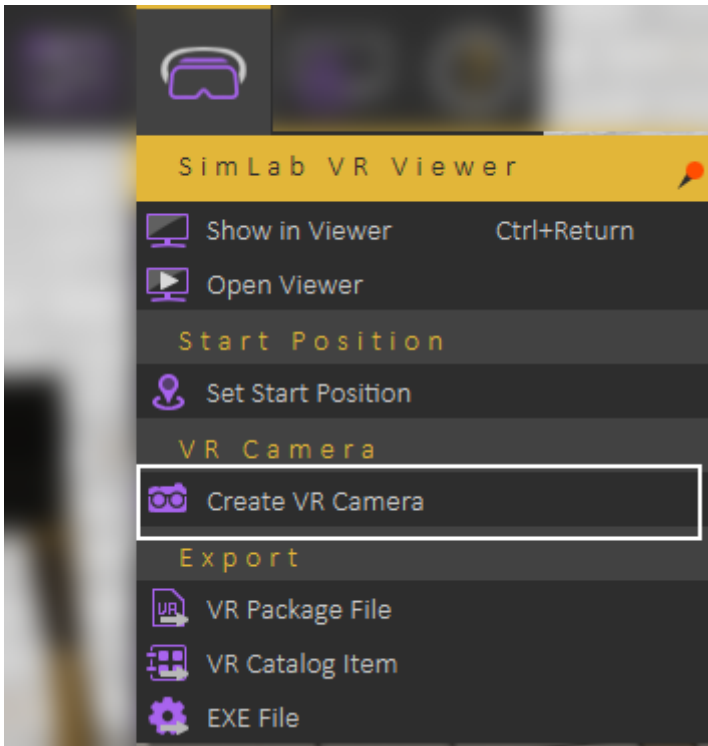 SimLab VR Viewer
Show in Viewer Ctrl+Return
Open Viewer
Start Position
Set Start Position
VR Camera
Create VR Camera
Export
VR Package File
VR Catalog Item
EXE File